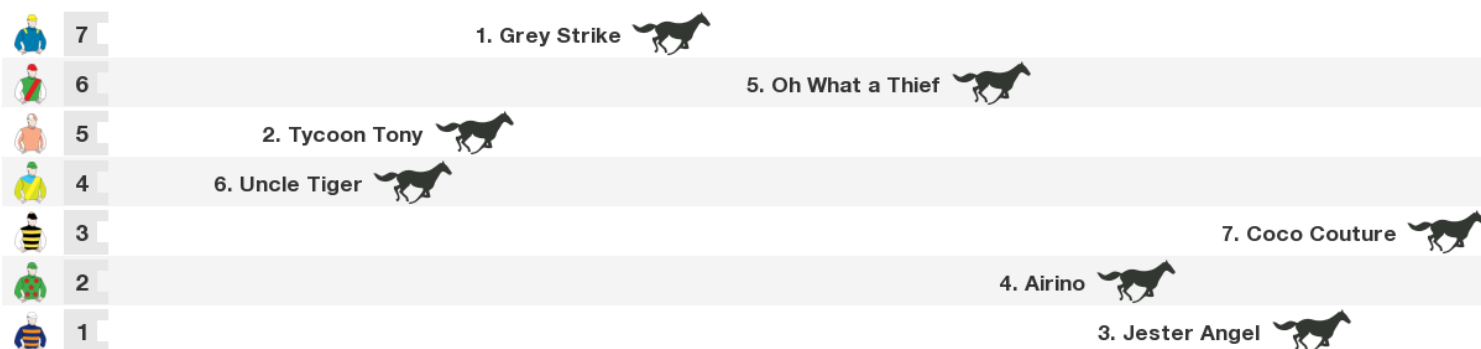 7 1. Grey Strike
6 5. Oh What a Thief
5 2. Tycoon Tony
4 6. Uncle Tiger
3 7. Coco Couture
2 4. Airino
1 3. Jester Angel